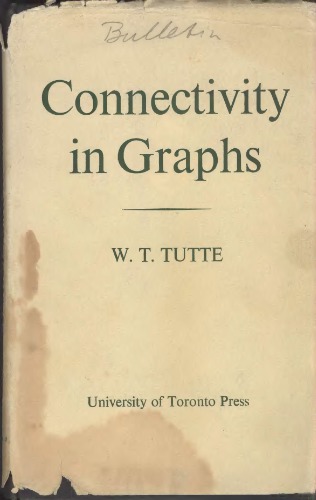 Bulletin
Connectivity
in Graphs
W. T. TUTTE
University of Toronto Press